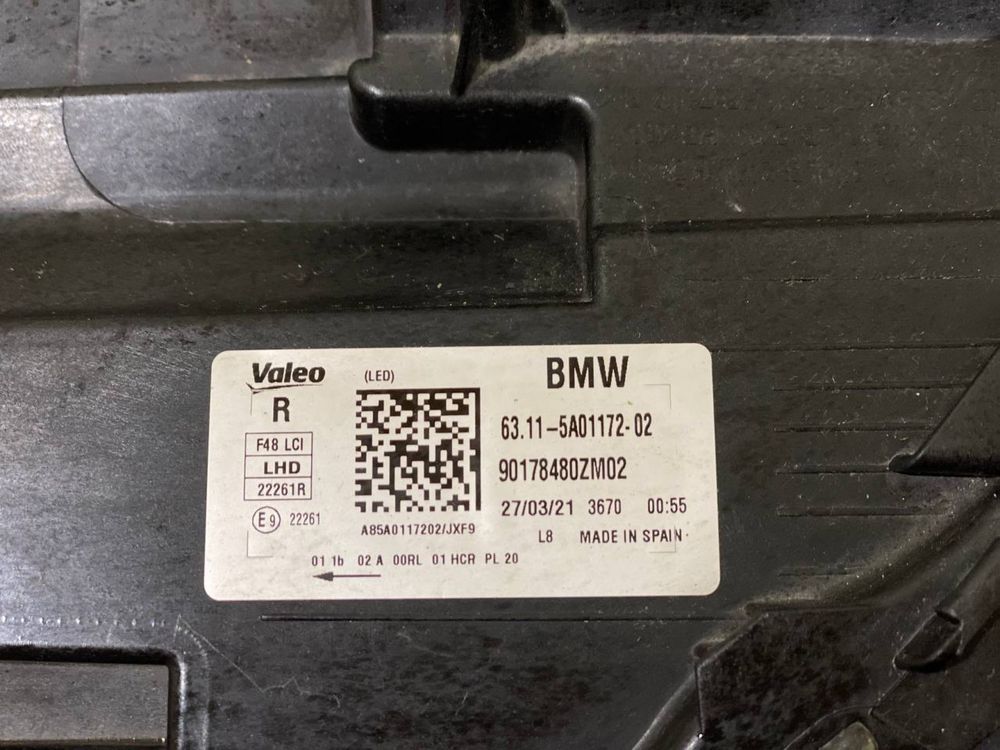 Valeo
(LED)
BMW
R
63.11-5A01172-02
F48 LCI
LHD
22261R
90178480ZM02
27/03/21 3670 00:55
E9 22261
A85A0117202/JXF9
L8 MADE IN SPAIN
01 1b 02 A 00RL 01 HCR PL 20